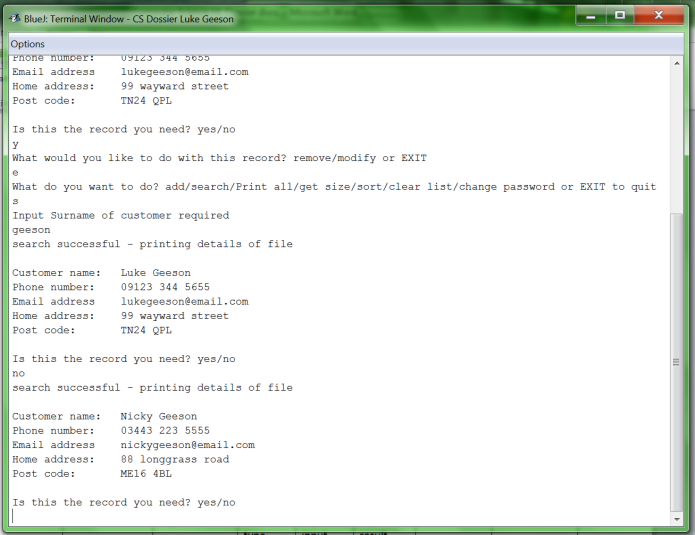 BlueJ: Terminal Window - CS Dossier Luke Geeson
Options
Phone number:    09123 344 5655
Email address    lukegeeson@email.com
Home address:    99 wayward street
Post code:       TN24 QPL
Is this the record you need? yes/no
y
What would you like to do with this record? remove/modify or EXIT
e
What do you want to do? add/search/Print all/get size/sort/clear list/change password or EXIT to quit
s
Input Surname of customer required
geeson
search successful - printing details of file
Customer name:   Luke Geeson
Phone number:    09123 344 5655
Email address    lukegeeson@email.com
Home address:    99 wayward street
Post code:       TN24 QPL
Is this the record you need? yes/no
no
search successful - printing details of file
Customer name:   Nicky Geeson
Phone number:    03443 223 5555
Email address    nickygeeson@email.com
Home address:    88 longgrass road
Post code:       ME16 4BL
Is this the record you need? yes/no
type input result